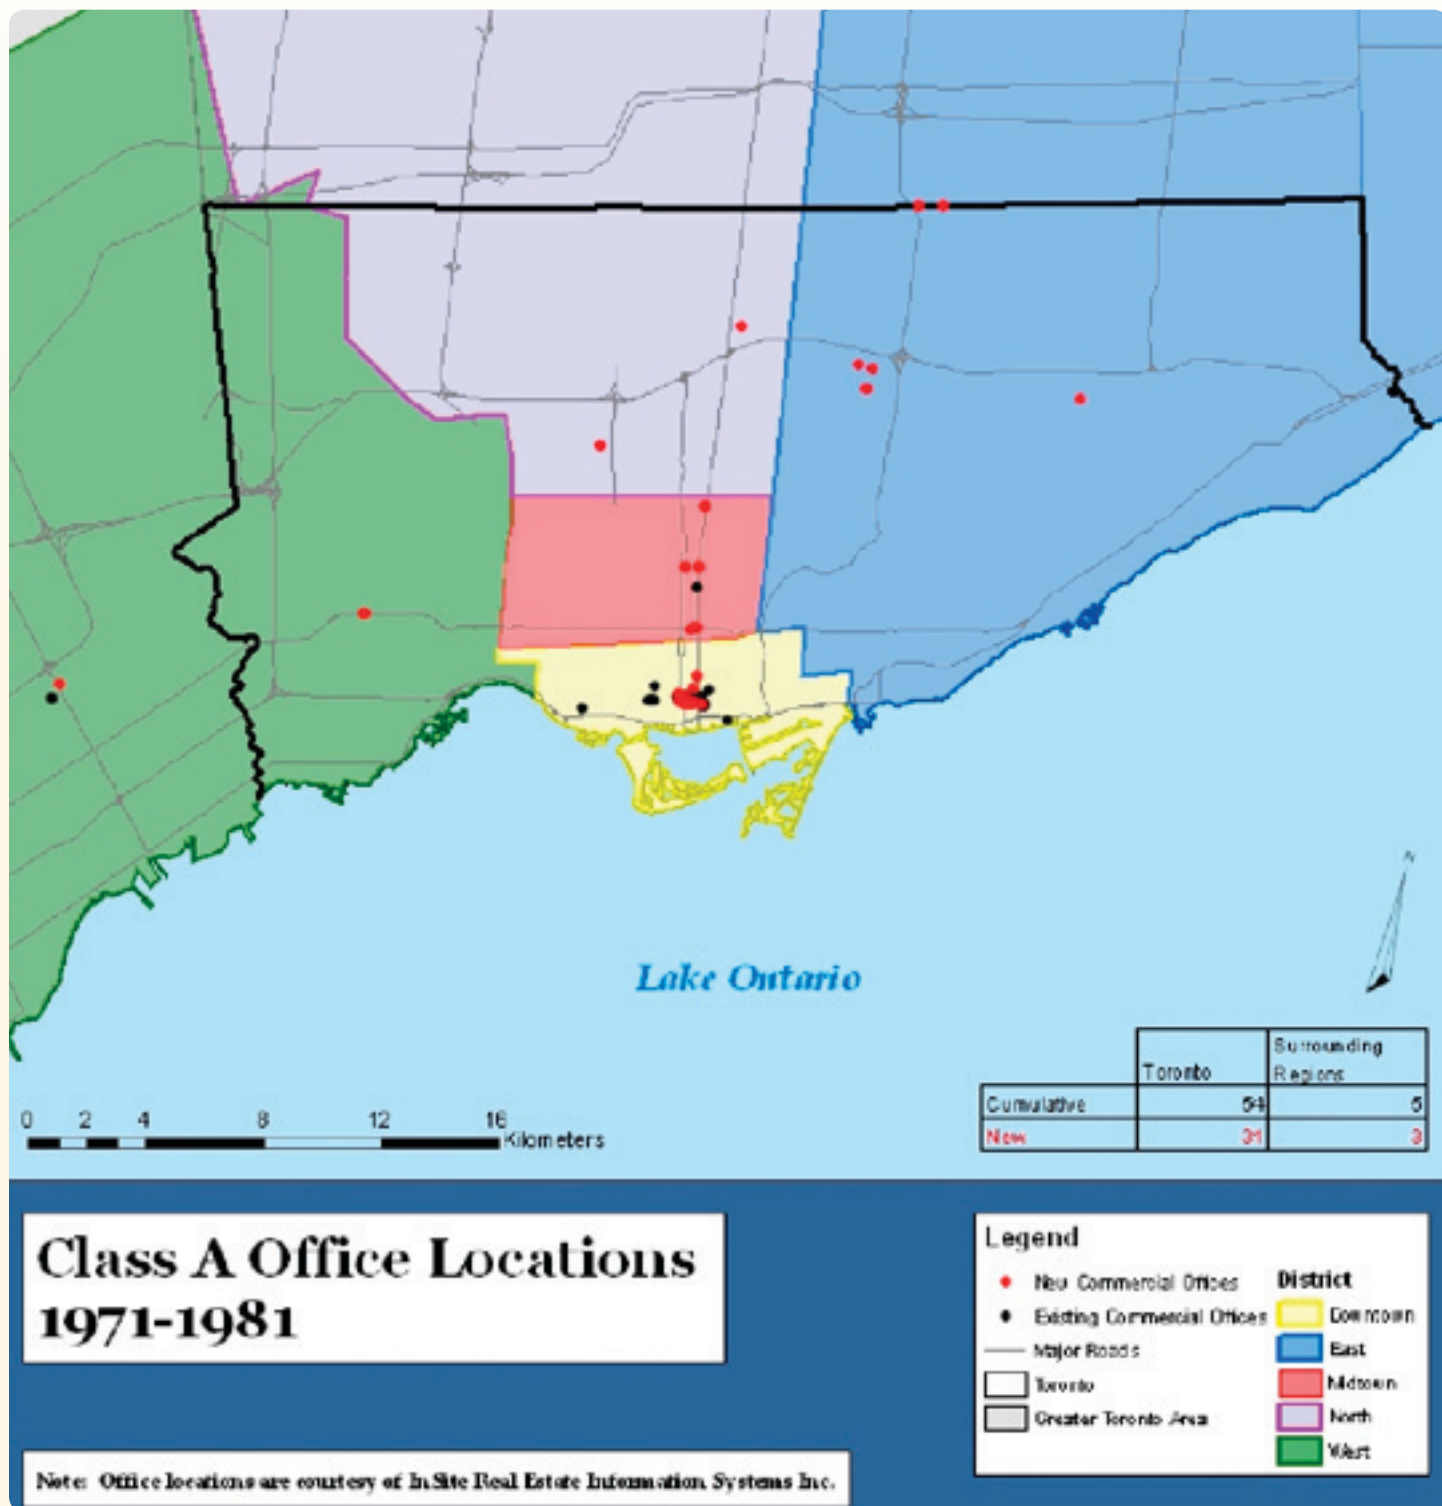 Lake Ontario
N
Surrounding
Toronto Regions
Cumulative 54 5
New 31 3
0 2 4 8 12 16
Kilometers
Class A Office Locations
1971-1981
Note: Office locations are courtesy of InSite Real Estate Information Systems Inc.
Legend
New Commercial Offices
Existing Commercial Offices
Major Roads
Toronto
Greater Toronto Area
District
Downtown
East
Midtown
North
West